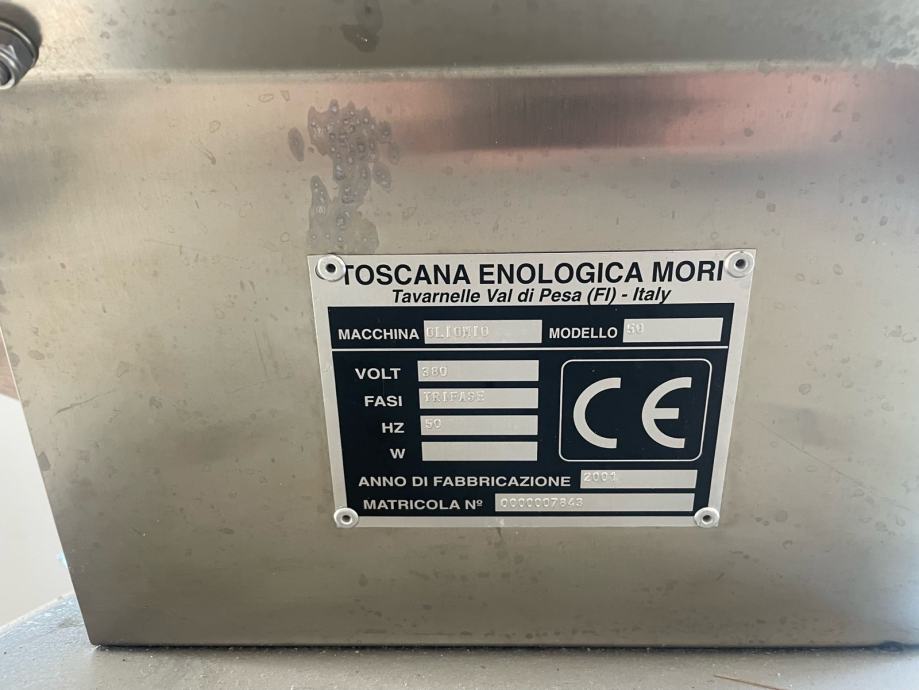 TOSCANA ENOLOGICA MORI
Tavarnelle Val di Pesa (FI) - Italy
MACCHINA OLIOMIO MODELLO 50
VOLT 380
FASI TRIFASE
HZ 50
W
CE
ANNO DI FABBRICAZIONE 2001
MATRICOLA Nº 0000007843